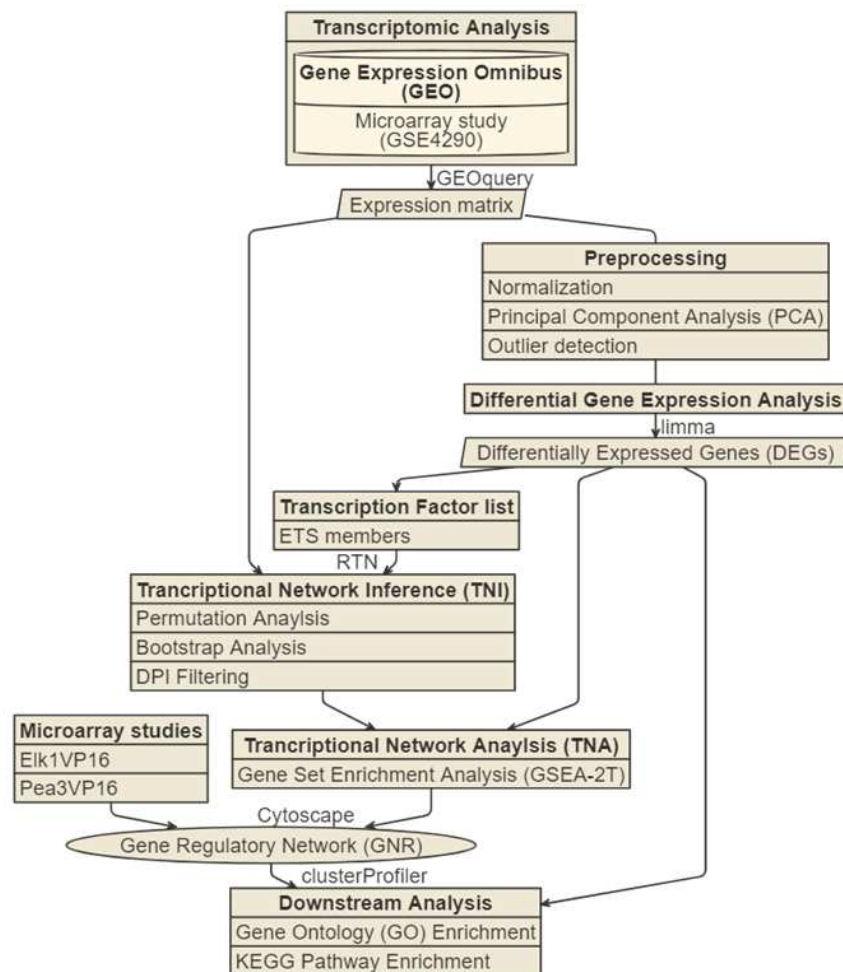 Transcriptomic Analysis
Gene Expression Omnibus
(GEO)
Microarray study
(GSE4290)
GEOquery
Expression matrix
Preprocessing
Normalization
Principal Component Analysis (PCA)
Outlier detection
Differential Gene Expression Analysis
limma
Differentially Expressed Genes (DEGs)
Transcription Factor list
ETS members
RTN
Trancriptional Network Inference (TNI)
Permutation Anaylsis
Bootstrap Analysis
DPI Filtering
Microarray studies
Elk1VP16
Pea3VP16
Trancriptional Network Anaylsis (TNA)
Gene Set Enrichment Analysis (GSEA-2T)
Cytoscape
Gene Regulatory Network (GNR)
clusterProfiler
Downstream Analysis
Gene Ontology (GO) Enrichment
KEGG Pathway Enrichment